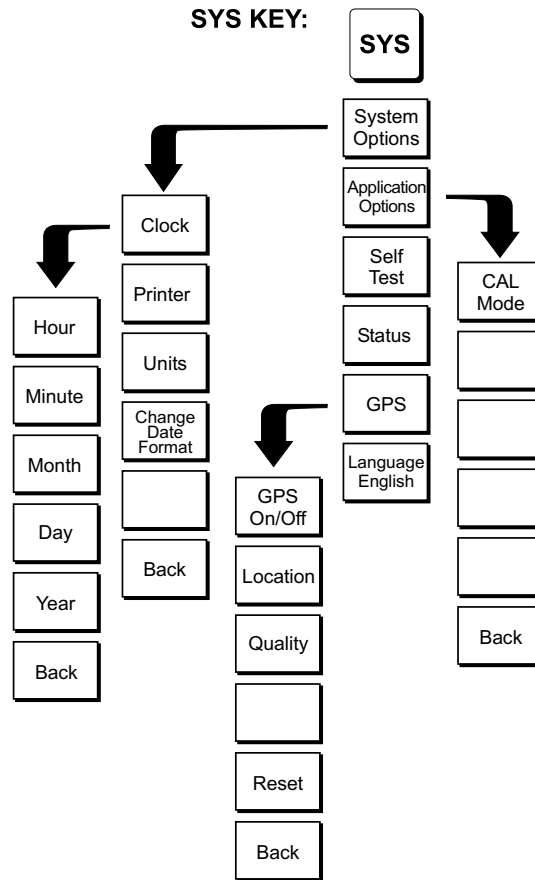 SYS KEY:
SYS
System
Options
Application
Options
Self
Test
Status
GPS
Language
English
Clock
Printer
Units
Change
Date
Format
Back
Hour
Minute
Month
Day
Year
Back
GPS
On/Off
Location
Quality
Reset
Back
CAL
Mode
Back